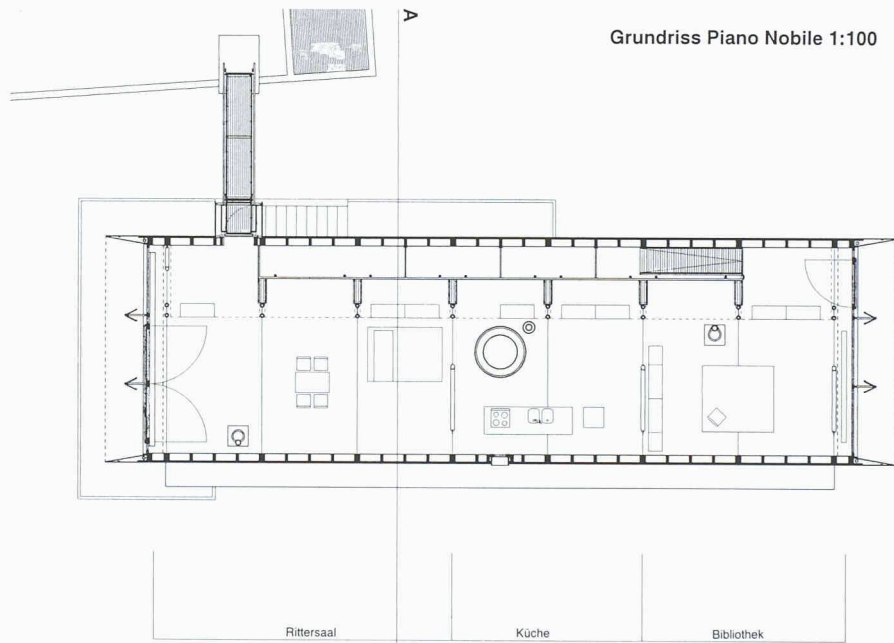 A
Grundriss Piano Nobile 1:100
Rittersaal
Küche
Bibliothek